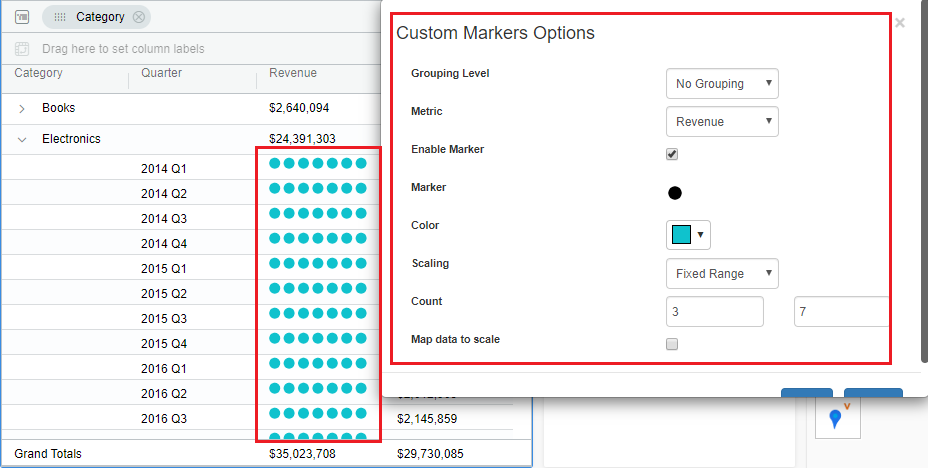 Category
Drag here to set column labels
Category Quarter Revenue
Books $2,640,094
Electronics $24,391,303
2014 Q1
2014 Q2
2014 Q3
2014 Q4
2015 Q1
2015 Q2
2015 Q3
2015 Q4
2016 Q1
2016 Q2
2016 Q3 $2,145,859
Grand Totals $35,023,708 $29,730,085
Custom Markers Options
Grouping Level No Grouping
Metric Revenue
Enable Marker
Marker
Color
Scaling Fixed Range
Count 3 7
Map data to scale